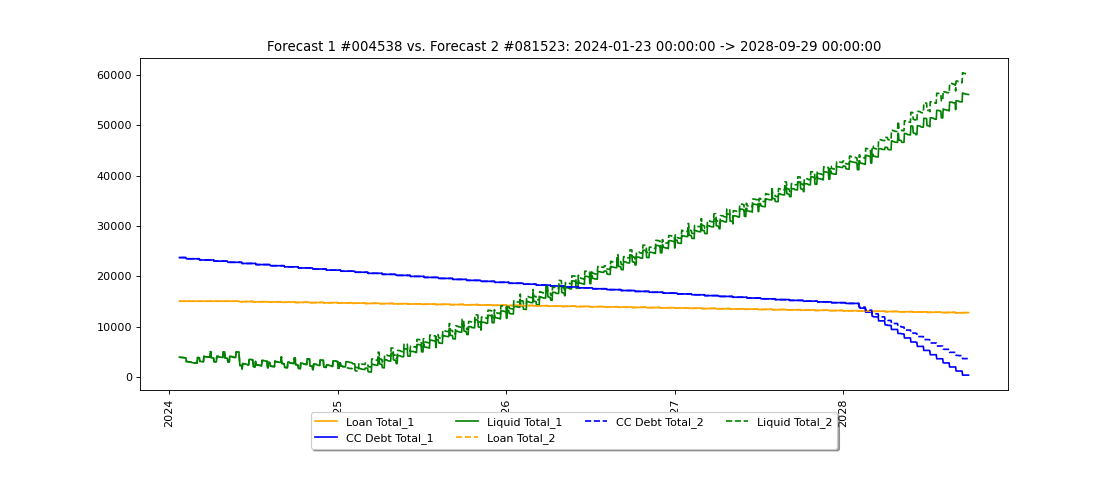 Forecast 1 #004538 vs. Forecast 2 #081523: 2024-01-23 00:00:00 -> 2028-09-29 00:00:00
60000
50000
40000
30000
20000
10000
0
2024
25
26
27
2028
Loan Total_1
Liquid Total_1
CC Debt Total_2
Liquid Total_2
CC Debt Total_1
Loan Total_2